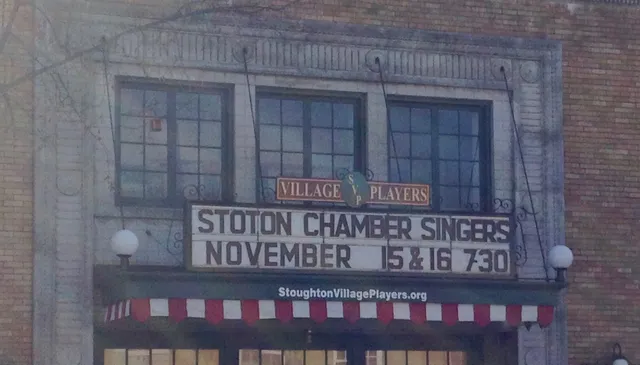 VILLAGE SVP PLAYERS
STOTON CHAMBER SINGERS
NOVEMBER 15 & 16 7:30
StoughtonVillagePlayers.org